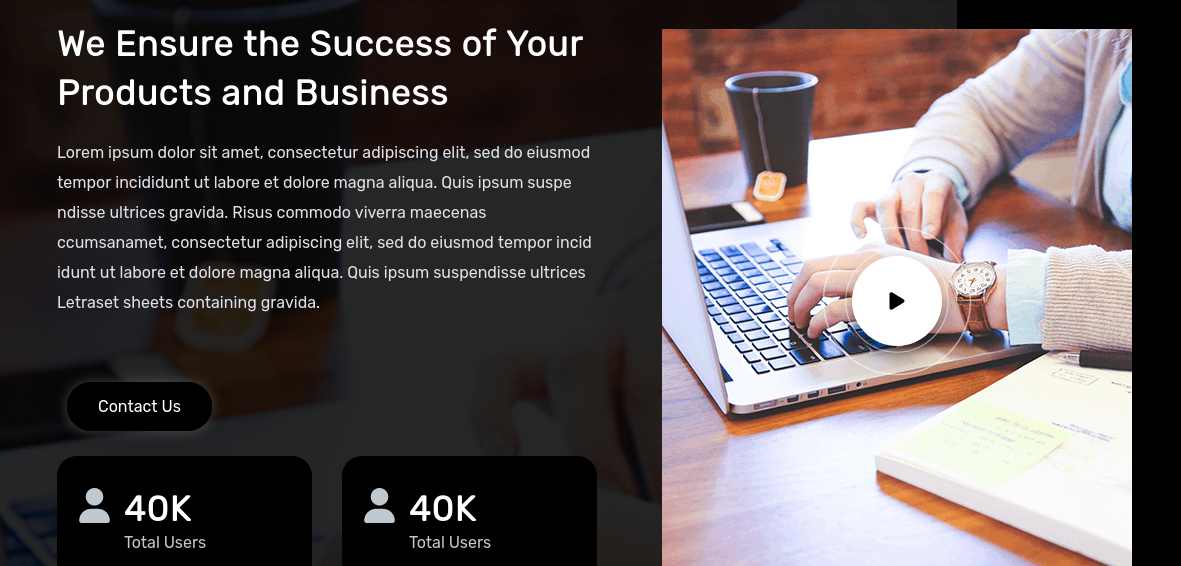 We Ensure the Success of Your
Products and Business
Lorem ipsum dolor sit amet, consectetur adipiscing elit, sed do eiusmod
tempor incididunt ut labore et dolore magna aliqua. Quis ipsum suspe
ndisse ultrices gravida. Risus commodo viverra maecenas
ccumsanamet, consectetur adipiscing elit, sed do eiusmod tempor incid
idunt ut labore et dolore magna aliqua. Quis ipsum suspendisse ultrices
Letraset sheets containing gravida.
Contact Us
40K
Total Users
40K
Total Users